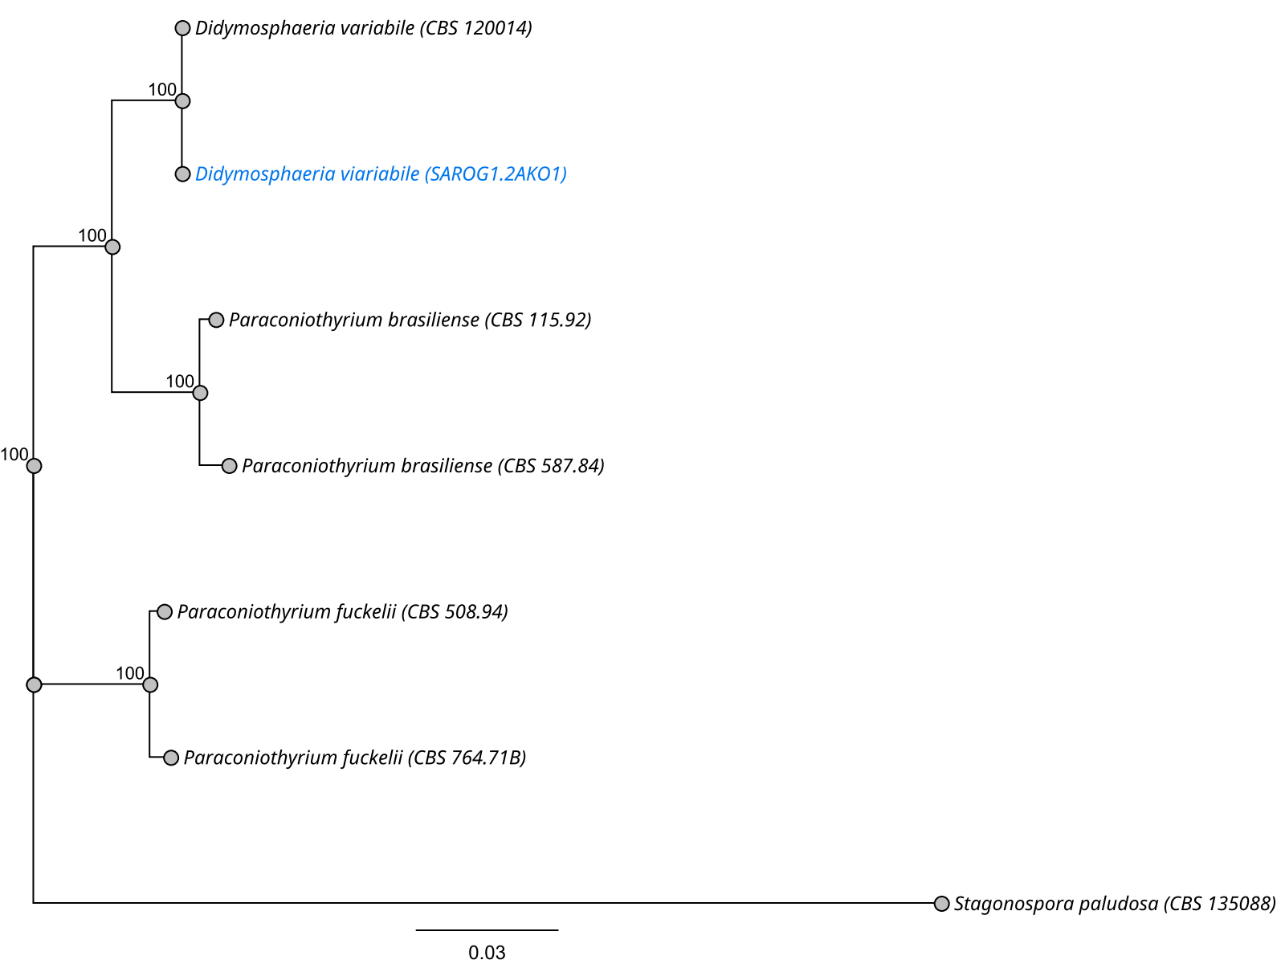 Didymosphaeria variabile (CBS 120014)
100
Didymosphaeria viariabile (SAROG1.2AKO1)
100
Paraconiothyrium brasiliense (CBS 115.92)
100
Paraconiothyrium brasiliense (CBS 587.84)
100
Paraconiothyrium fuckelii (CBS 508.94)
100
Paraconiothyrium fuckelii (CBS 764.71B)
Stagonospora paludosa (CBS 135088)
0.03